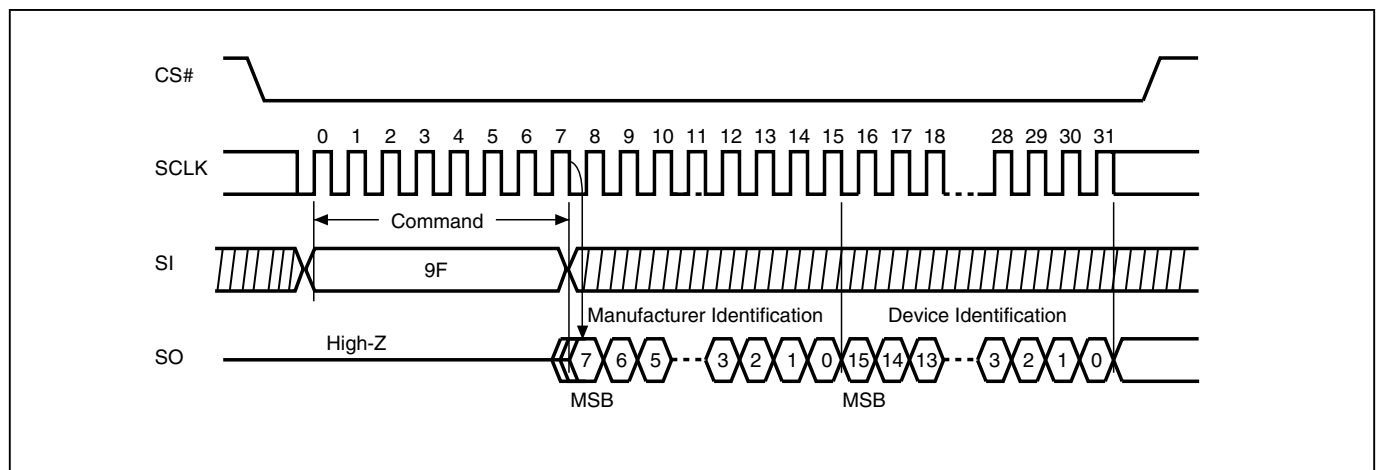 CS#
0 1 2 3 4 5 6 7 8 9 10 11 12 13 14 15 16 17 18 28 29 30 31
SCLK
Command
SI
9F
Manufacturer Identification Device Identification
High-Z
SO
7 6 5 3 2 1 0 15 14 13 3 2 1 0
MSB MSB